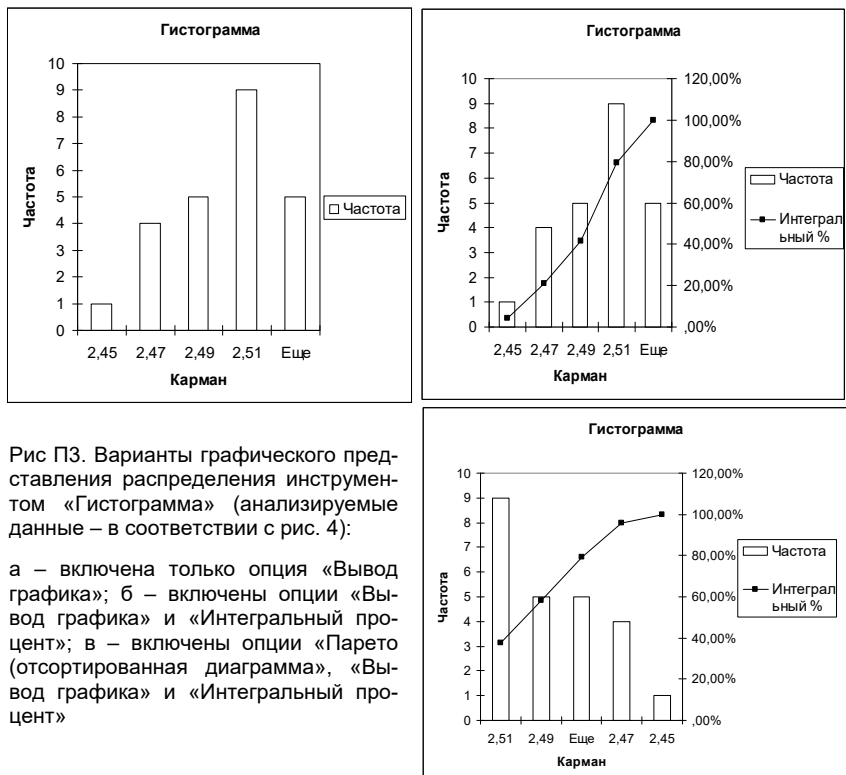 Гистограмма
10
9
8
7
6
5
4
3
2
1
0
Частота
2,45 2,47 2,49 2,51 Еще
Карман
Частота
Гистограмма
10
9
8
7
6
5
4
3
2
1
0
Частота
120,00%
100,00%
80,00%
60,00%
40,00%
20,00%
,00%
2,45 2,47 2,49 2,51 Еще
Карман
Частота
Интеграл
ьный %
Рис П3. Варианты графического пред-
ставления распределения инструмен-
том «Гистограмма» (анализируемые
данные – в соответствии с рис. 4):
а – включена только опция «Вывод
графика»; б – включены опции «Вы-
вод графика» и «Интегральный про-
цент»; в – включены опции «Парето
(отсортированная диаграмма», «Вы-
вод графика» и «Интегральный про-
цент»
Гистограмма
10
9
8
7
6
5
4
3
2
1
0
Частота
120,00%
100,00%
80,00%
60,00%
40,00%
20,00%
,00%
2,51 2,49 Еще 2,47 2,45
Карман
Частота
Интеграл
ьный %